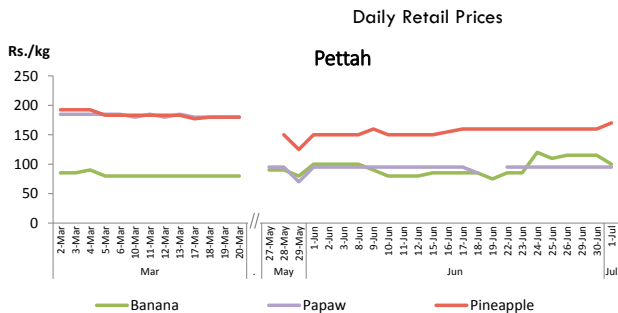 Daily Retail Prices
Rs./kg
Pettah
250
200
150
100
50
0
//
2-Mar 3-Mar 4-Mar 5-Mar 6-Mar 10-Mar 11-Mar 12-Mar 13-Mar 17-Mar 18-Mar 19-Mar 20-Mar 27-May 28-May 29-May 1-Jun 2-Jun 3-Jun 8-Jun 9-Jun 10-Jun 11-Jun 12-Jun 15-Jun 16-Jun 17-Jun 18-Jun 19-Jun 22-Jun 23-Jun 24-Jun 25-Jun 26-Jun 29-Jun 30-Jun 1-Jul
Mar . May Jun Jul
Banana Papaw Pineapple